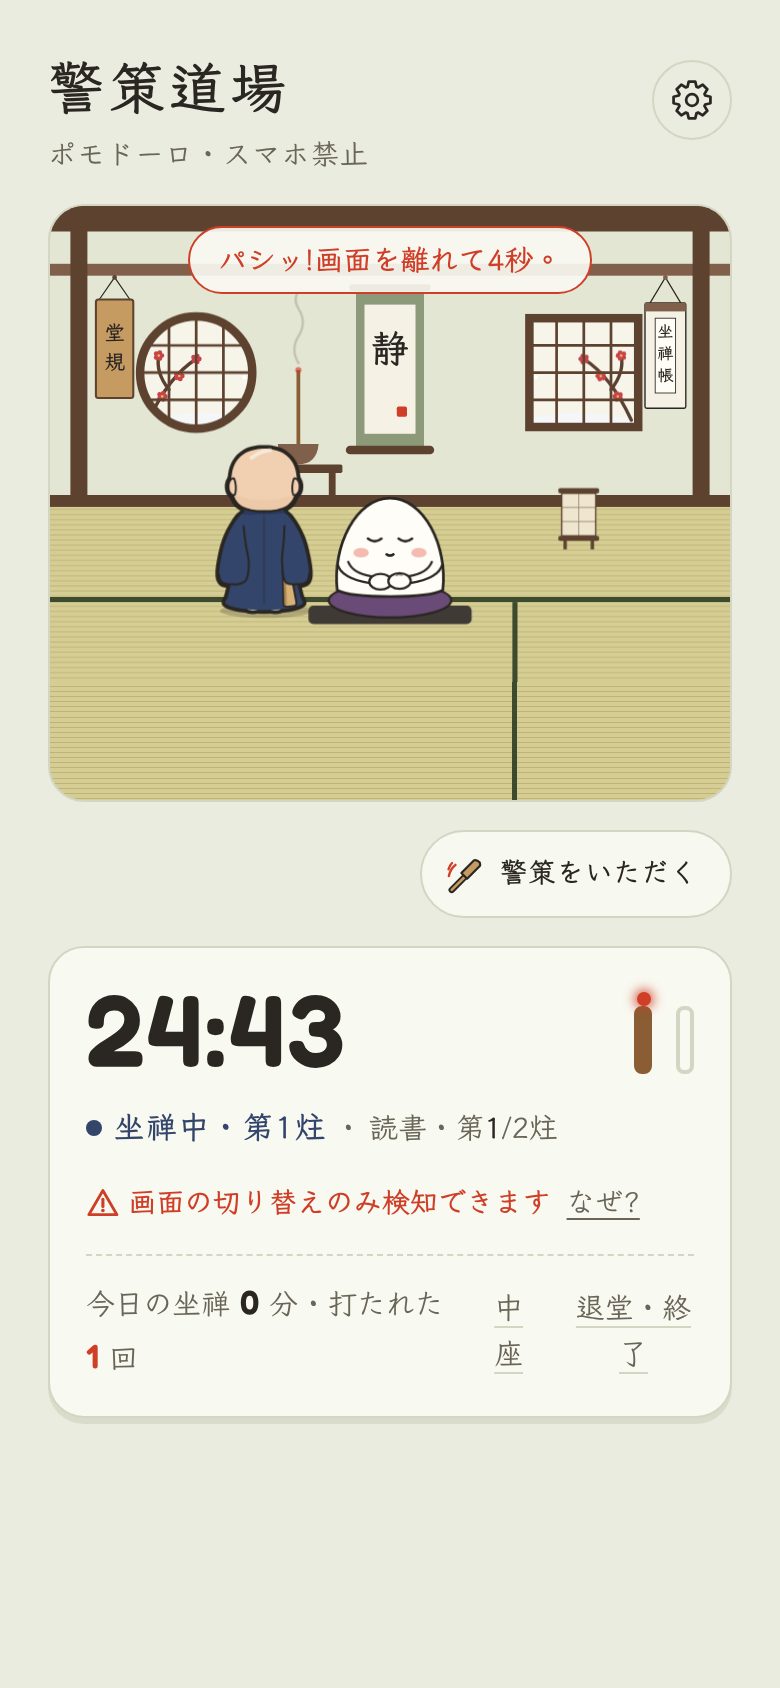 警策道場
ポモドーロ・スマホ禁止
パシッ!画面を離れて4秒。
堂規
静
坐禅帳
警策をいただく
24:43
坐禅中・第1炷 ・ 読書・第1/2炷
画面の切り替えのみ検知できます なぜ?
今日の坐禅 0 分・打たれた
1 回
中座
退堂・終了